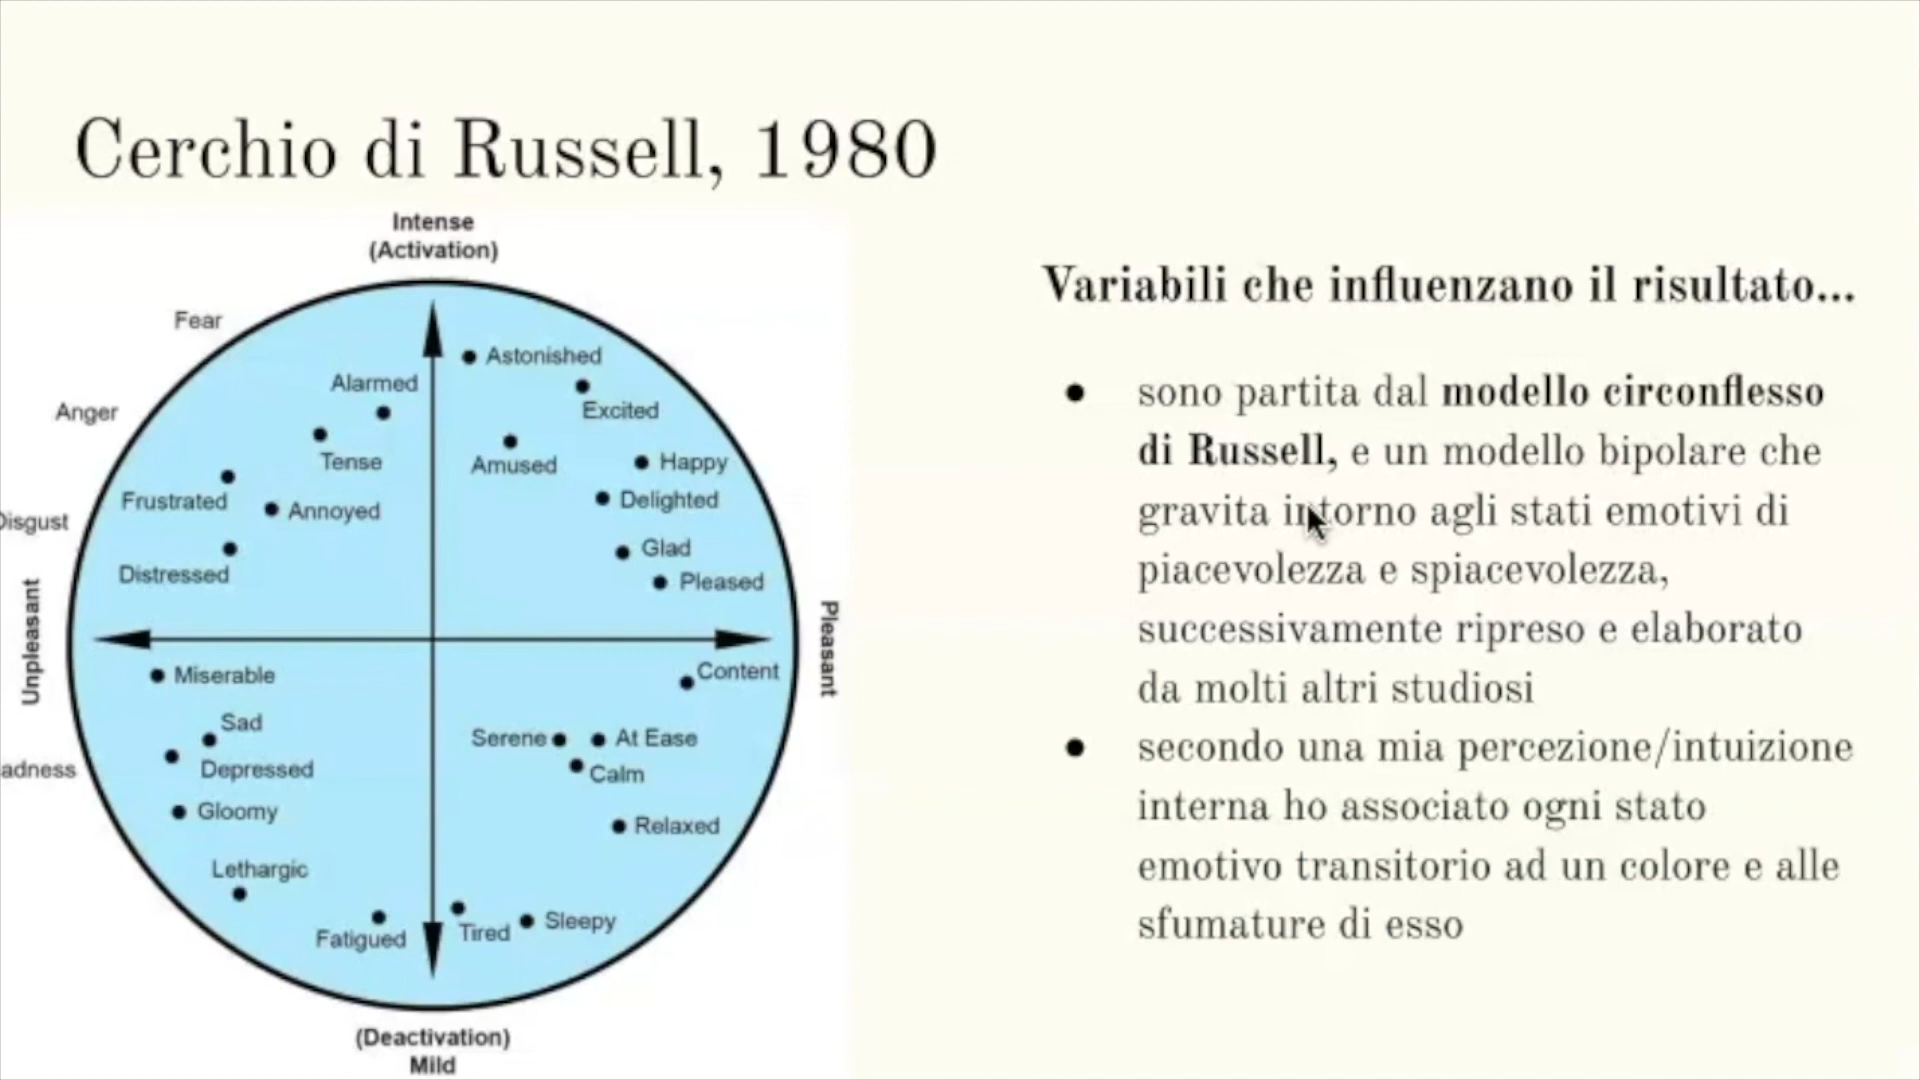 Cerchio di Russell, 1980
Intense
(Activation)
Fear
Astonished
Alarmed
Excited
Anger
Tense
Amused
Happy
Frustrated
Annoyed
Delighted
Disgust
Glad
Distressed
Pleased
Unpleasant
Pleasant
Miserable
Content
Sad
Serene
At Ease
adness
Depressed
Calm
Gloomy
Relaxed
Lethargic
Fatigued
Tired
Sleepy
(Deactivation)
Mild
Variabili che influenzano il risultato...
● sono partita dal modello circonflesso
di Russell, e un modello bipolare che
gravita intorno agli stati emotivi di
piacevolezza e spiacevolezza,
successivamente ripreso e elaborato
da molti altri studiosi
● secondo una mia percezione/intuizione
interna ho associato ogni stato
emotivo transitorio ad un colore e alle
sfumature di esso